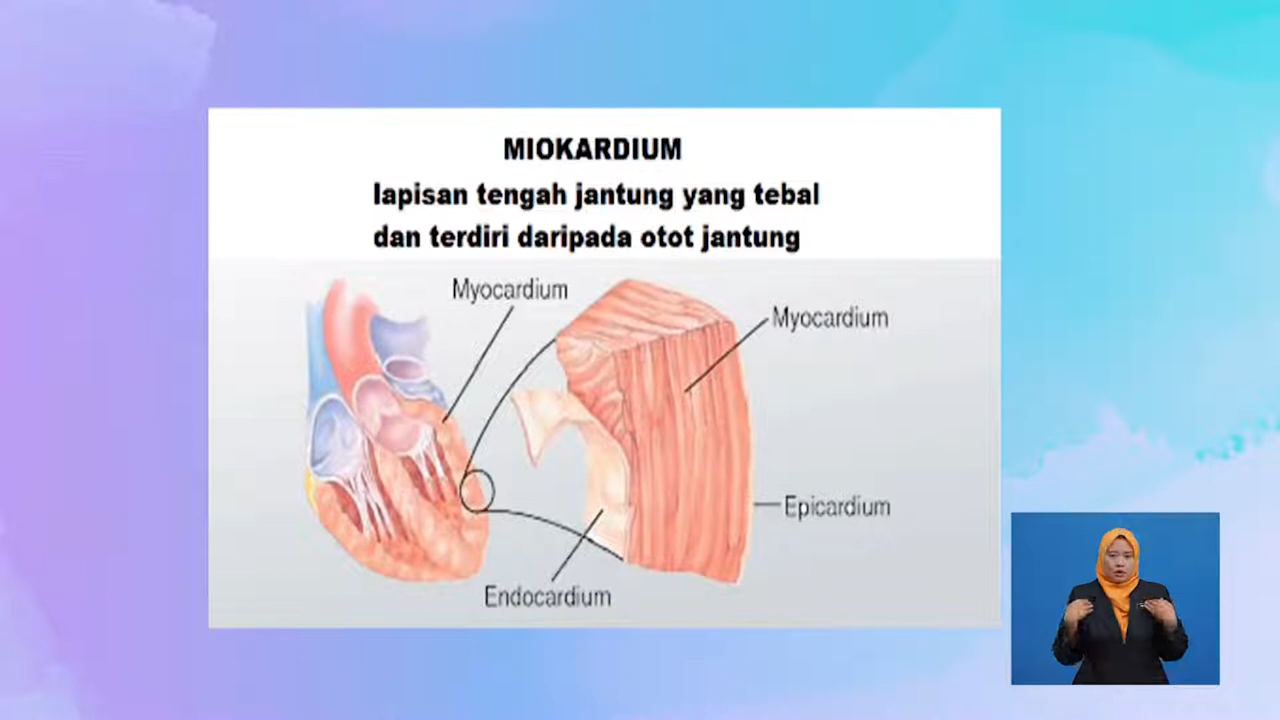 MIOKARDIUM
lapisan tengah jantung yang tebal
dan terdiri daripada otot jantung
Myocardium
Myocardium
Epicardium
Endocardium